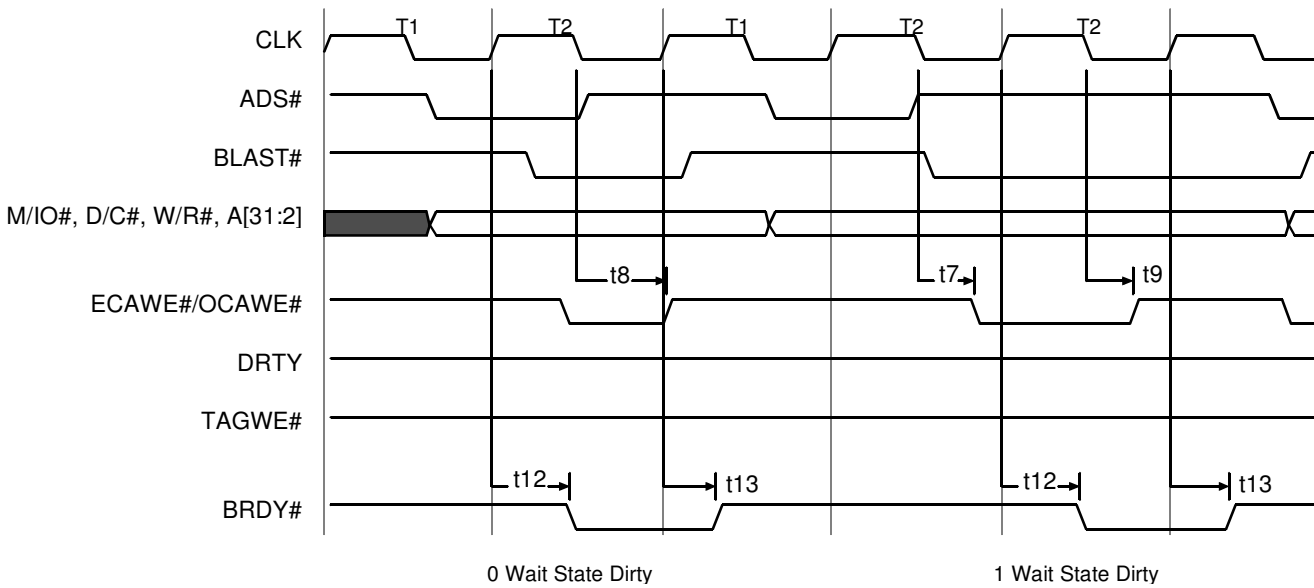 T1 T2 T1 T2 T2
CLK
ADS#
BLAST#
M/IO#, D/C#, W/R#, A[31:2]
t8 t7 t9
ECAWE#/OCAWE#
DRTY
TAGWE#
t12 t13 t12 t13
BRDY#
0 Wait State Dirty 1 Wait State Dirty